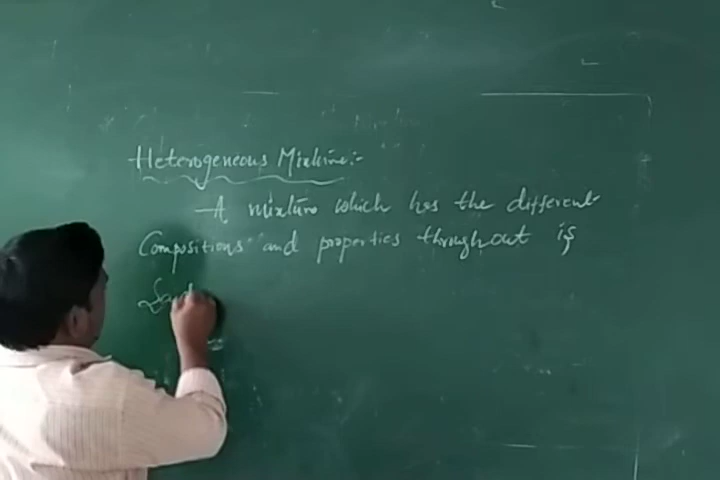 Heterogeneous Mixture:-
A mixture which has the different
Compositions and properties throughout is